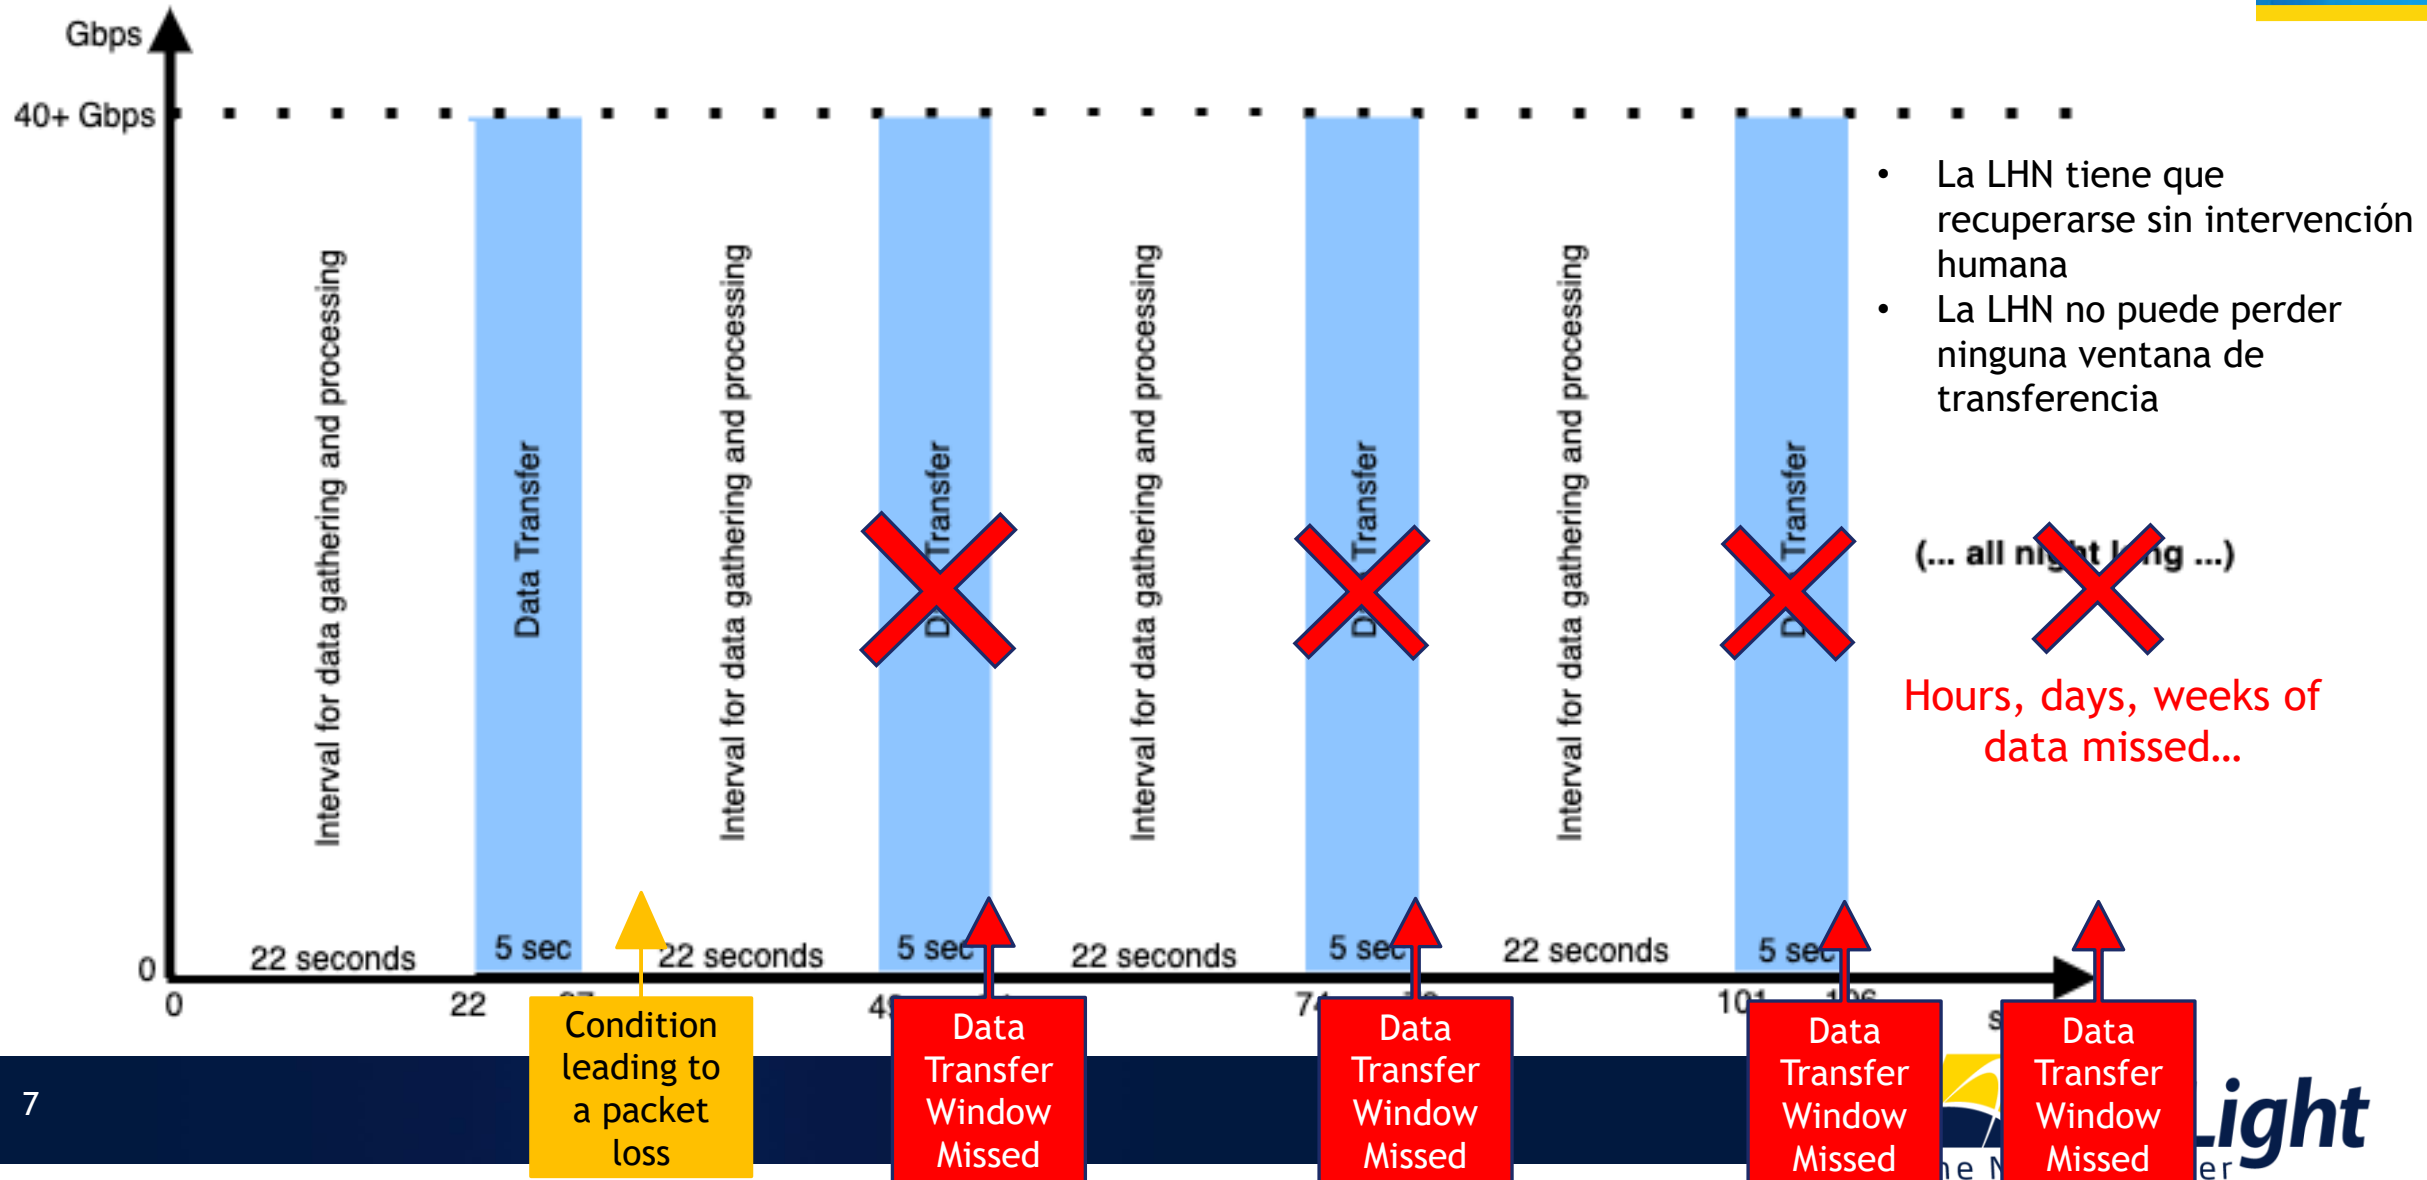 Gbps
40+ Gbps
Interval for data gathering and processing
Data Transfer
Interval for data gathering and processing
Transfer
Interval for data gathering and processing
Transfer
Interval for data gathering and processing
Transfer
• La LHN tiene que
recuperarse sin intervención
humana
• La LHN no puede perder
ninguna ventana de
transferencia
(... all night long ...)
Hours, days, weeks of
data missed...
0
22 seconds
5 sec
22 seconds
5 sec
22 seconds
5 sec
22 seconds
5 sec
0
22
Condition
leading to
a packet
loss
Data
Transfer
Window
Missed
Data
Transfer
Window
Missed
101
Data
Transfer
Window
Missed
Data
Transfer
Window
Missed
7
Light